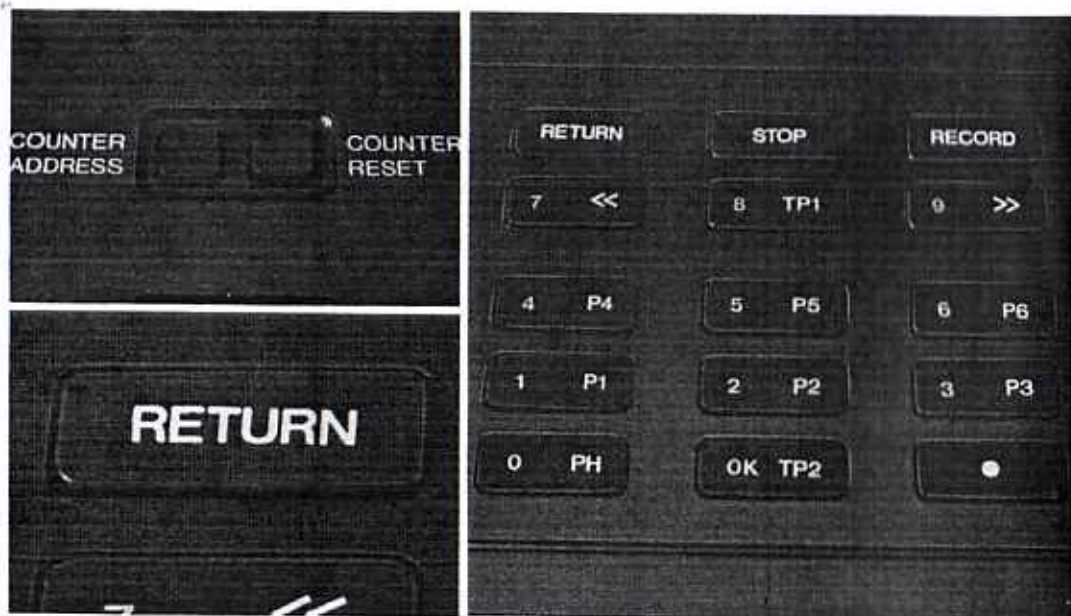 COUNTER
ADDRESS
COUNTER
RESET
RETURN
7 <<
RETURN STOP RECORD
7 << 8 TP1 9 >>
4 P4 5 P5 6 P6
1 P1 2 P2 3 P3
0 PH OK TP2 ●